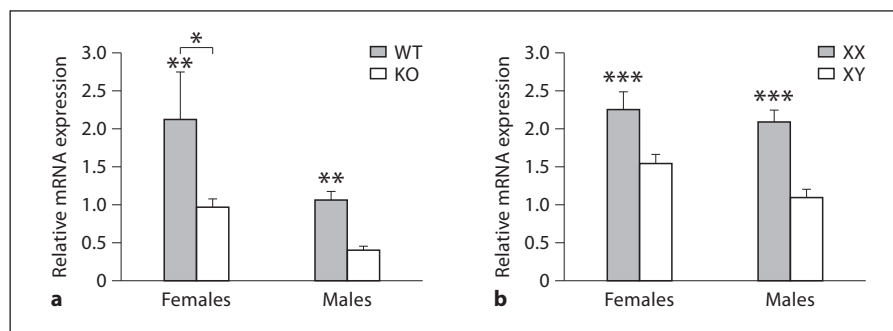 *
WT
KO
3.0
2.5
2.0
1.5
1.0
0.5
0
Relative mRNA expression
**
**
Females
Males
a
XX
XY
3.0
2.5
2.0
1.5
1.0
0.5
0
Relative mRNA expression
***
***
Females
Males
b